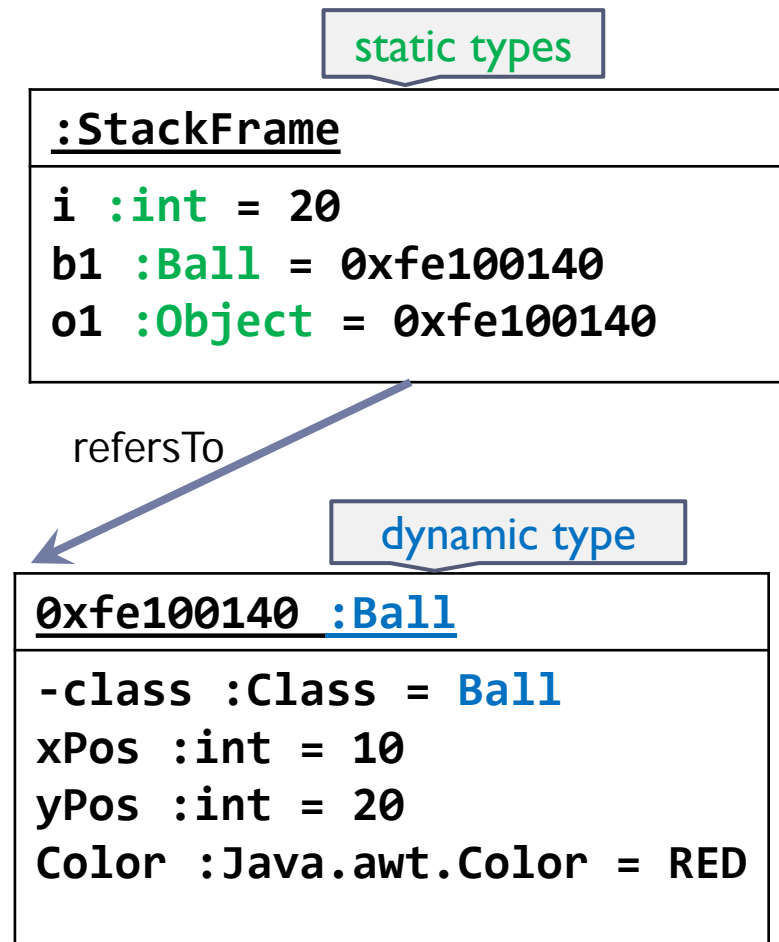 static types
:StackFrame
i :int = 20
b1 :Ball = 0xfe100140
o1 :Object = 0xfe100140
refersTo
dynamic type
0xfe100140 :Ball
-class :Class = Ball
xPos :int = 10
yPos :int = 20
Color :Java.awt.Color = RED